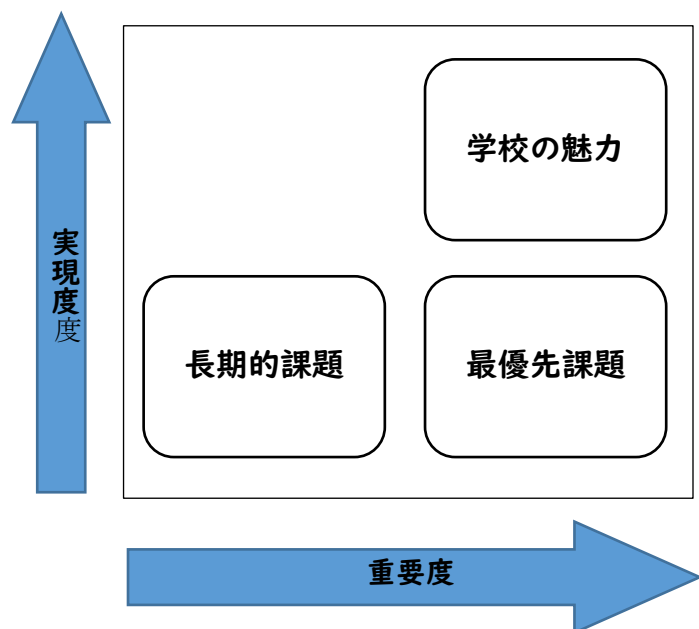 学校の魅力
実現度度
長期的課題
最優先課題
重要度